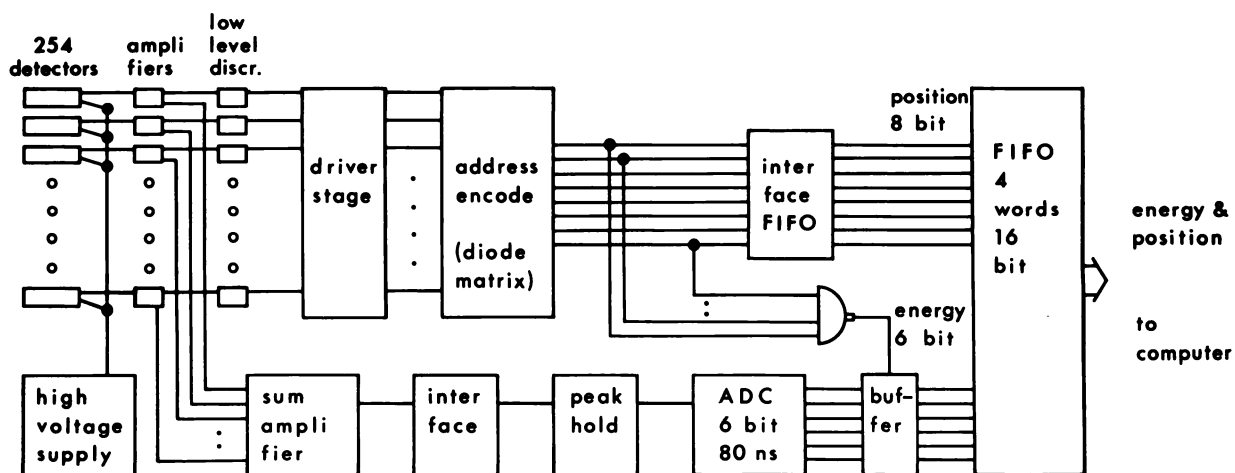 254
detectors
ampli
fiers
low
level
discr.
driver
stage
address
encode
(diode
matrix)
position
8 bit
inter
face
FIFO
FIFO
4
words
16
bit
energy &
position
to
computer
energy
6 bit
high
voltage
supply
sum
ampli
fier
inter
face
peak
hold
ADC
6 bit
80 ns
buf-
fer